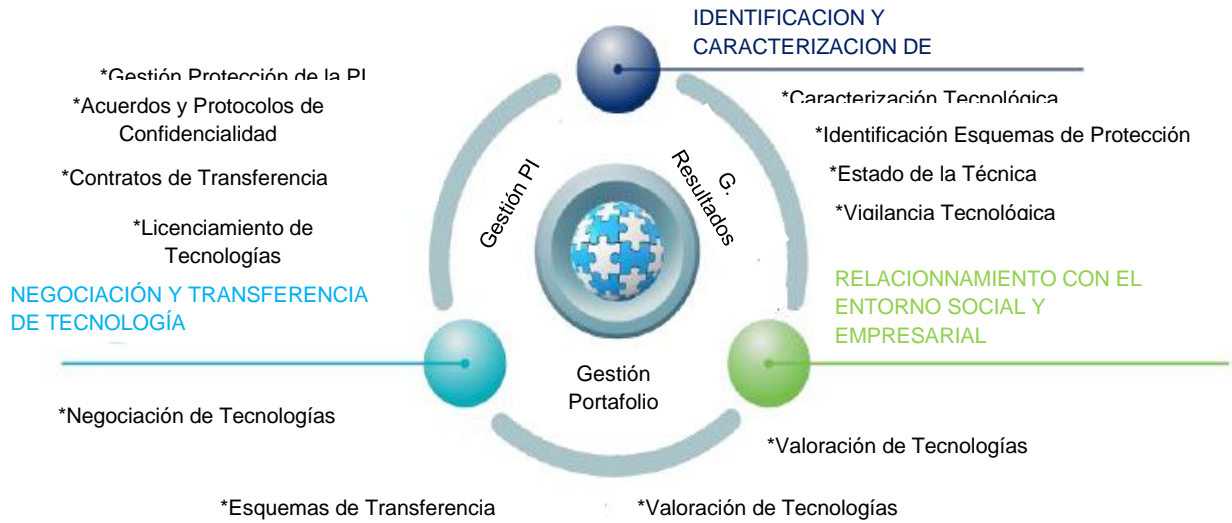 IDENTIFICACION Y
CARACTERIZACION DE
*Gestión Protección de la PI
*Acuerdos y Protocolos de
Confidencialidad
*Contratos de Transferencia
*Licenciamiento de
Tecnologías
*Caracterización Tecnológica
*Identificación Esquemas de Protección
*Estado de la Técnica
*Vigilancia Tecnológica
Gestión PI
G.
Resultados
NEGOCIACIÓN Y TRANSFERENCIA
DE TECNOLOGÍA
RELACIONNAMIENTO CON EL
ENTORNO SOCIAL Y
EMPRESARIAL
Gestión
Portafolio
*Negociación de Tecnologías
*Valoración de Tecnologías
*Esquemas de Transferencia
*Valoración de Tecnologías